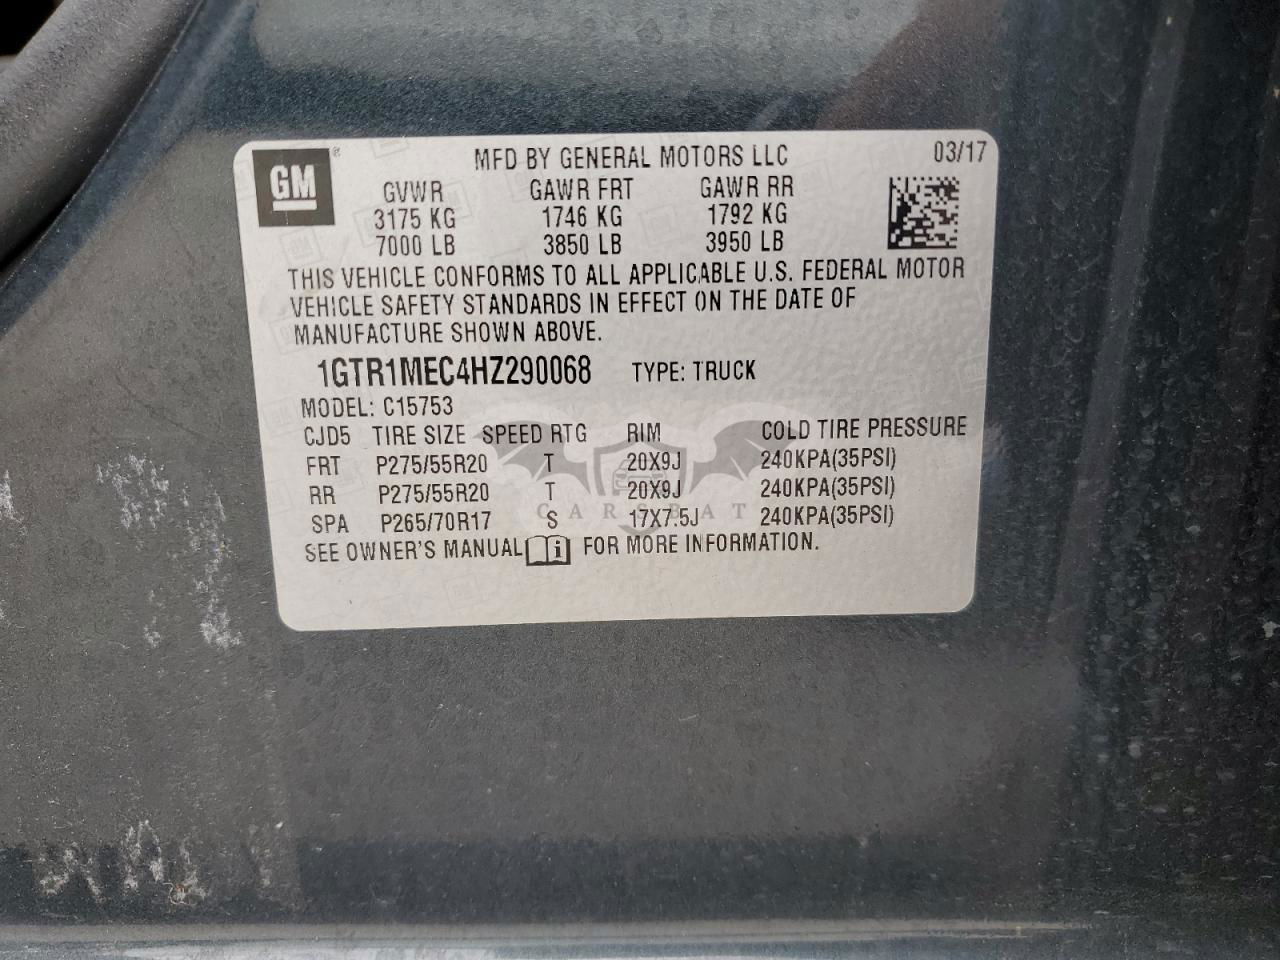 GM®
MFD BY GENERAL MOTORS LLC 03/17
GVWR GAWR FRT GAWR RR
3175 KG 1746 KG 1792 KG
7000 LB 3850 LB 3950 LB
THIS VEHICLE CONFORMS TO ALL APPLICABLE U.S. FEDERAL MOTOR
VEHICLE SAFETY STANDARDS IN EFFECT ON THE DATE OF
MANUFACTURE SHOWN ABOVE.
1GTR1MEC4HZ290068 TYPE: TRUCK
MODEL: C15753
CJD5 TIRE SIZE SPEED RTG RIM COLD TIRE PRESSURE
FRT P275/55R20 T 20X9J 240KPA(35PSI)
RR P275/55R20 T 20X9J 240KPA(35PSI)
CARSBAT
SPA P265/70R17 S 17X7.5J 240KPA(35PSI)
SEE OWNER'S MANUAL i FOR MORE INFORMATION.